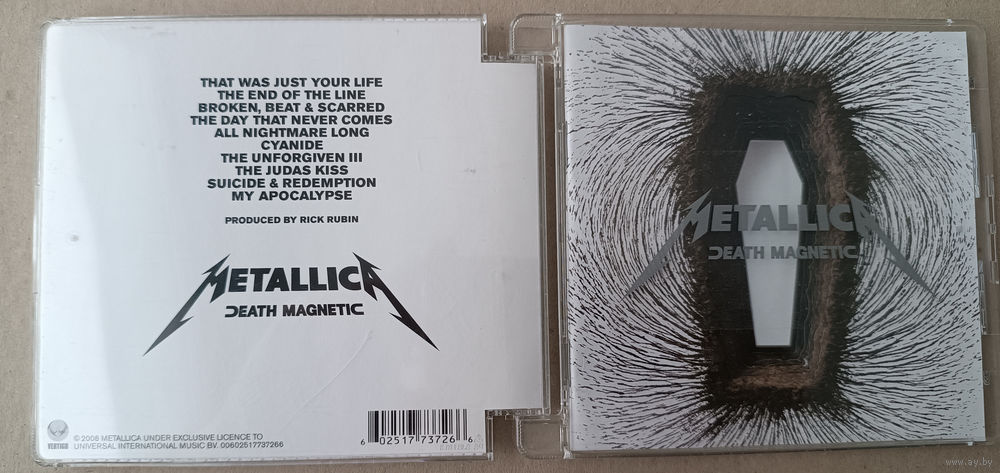 THAT WAS JUST YOUR LIFE
THE END OF THE LINE
BROKEN, BEAT & SCARRED
THE DAY THAT NEVER COMES
ALL NIGHTMARE LONG
CYANIDE
THE UNFORGIVEN III
THE JUDAS KISS
SUICIDE & REDEMPTION
MY APOCALYPSE
PRODUCED BY RICK RUBIN
METALLICA
DEATH MAGNETIC
VERTIGO
© 2008 METALLICA UNDER EXCLUSIVE LICENCE TO
UNIVERSAL INTERNATIONAL MUSIC BV. 00602517737266
6 02517 73726 6
METALLICA
DEATH MAGNETIC
www.ay.by